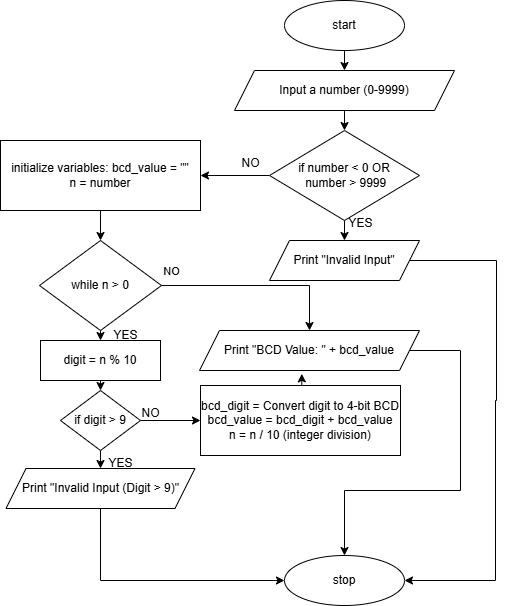 start
Input a number (0-9999)
if number < 0 OR
number > 9999
NO
YES
initialize variables: bcd_value = ""
n = number
Print "Invalid Input"
while n > 0
NO
YES
Print "BCD Value: " + bcd_value
digit = n % 10
if digit > 9
NO
YES
bcd_digit = Convert digit to 4-bit BCD
bcd_value = bcd_digit + bcd_value
n = n / 10 (integer division)
Print "Invalid Input (Digit > 9)"
stop